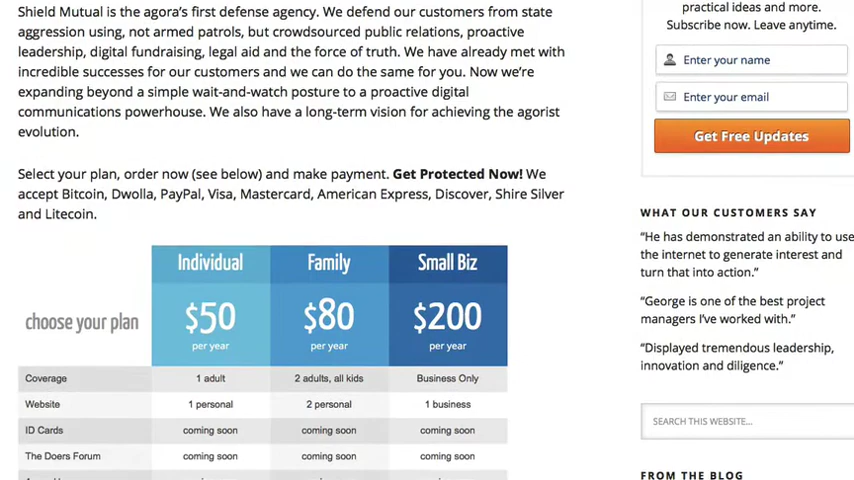 Shield Mutual is the agora's first defense agency. We defend our customers from state
aggression using, not armed patrols, but crowdsourced public relations, proactive
leadership, digital fundraising, legal aid and the force of truth. We have already met with
incredible successes for our customers and we can do the same for you. Now we're
expanding beyond a simple wait-and-watch posture to a proactive digital
communications powerhouse. We also have a long-term vision for achieving the agorist
evolution.
Select your plan, order now (see below) and make payment. Get Protected Now! We
accept Bitcoin, Dwolla, PayPal, Visa, Mastercard, American Express, Discover, Shire Silver
and Litecoin.
Individual Family Small Biz
choose your plan $50 $80 $200
per year per year per year
Coverage 1 adult 2 adults, all kids Business Only
Website 1 personal 2 personal 1 business
ID Cards coming soon coming soon coming soon
The Doers Forum coming soon coming soon coming soon
practical ideas and more.
Subscribe now. Leave anytime.
Enter your name
Enter your email
Get Free Updates
WHAT OUR CUSTOMERS SAY
"He has demonstrated an ability to use
the internet to generate interest and
turn that into action."
"George is one of the best project
managers I've worked with."
"Displayed tremendous leadership,
innovation and diligence."
SEARCH THIS WEBSITE...
FROM THE BLOG